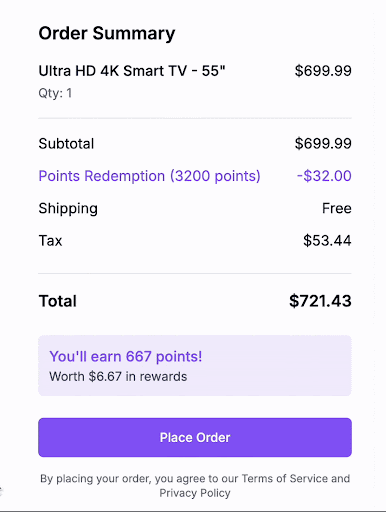 Order Summary
Ultra HD 4K Smart TV - 55" $699.99
Qty: 1
Subtotal $699.99
Points Redemption (3200 points) -$32.00
Shipping Free
Tax $53.44
Total $721.43
You'll earn 667 points!
Worth $6.67 in rewards
Place Order
By placing your order, you agree to our Terms of Service and
Privacy Policy